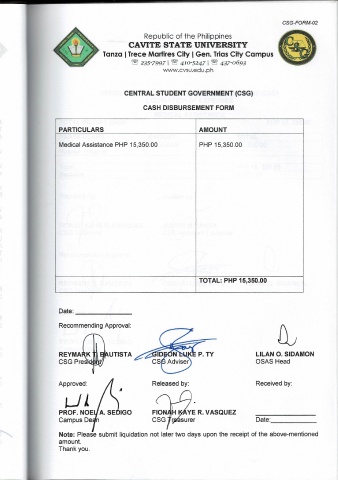 CSG-FORM-02
Republic of the Philippines
CAVITE STATE UNIVERSITY
Tanza | Trece Martires City | Gen. Trias City Campus
☏ 235-7997 | ☏ 410-5247 | ☏ 437-0693
www.cvsu.edu.ph
CENTRAL STUDENT GOVERNMENT (CSG)
CASH DISBURSEMENT FORM
PARTICULARS AMOUNT
Medical Assistance PHP 15,350.00 PHP 15,350.00
TOTAL: PHP 15,350.00
Date:
Recommending Approval:
REYMARK T. BAUTISTA GIDEON LUKE P. TY LILAN O. SIDAMON
CSG President CSG Adviser OSAS Head
Approved: Released by: Received by:
PROF. NOEL A. SEDIGO FIONAH KAYE R. VASQUEZ
Campus Dean CSG Treasurer Date:
Note: Please submit liquidation not later two days upon the receipt of the above-mentioned
amount.
Thank you.